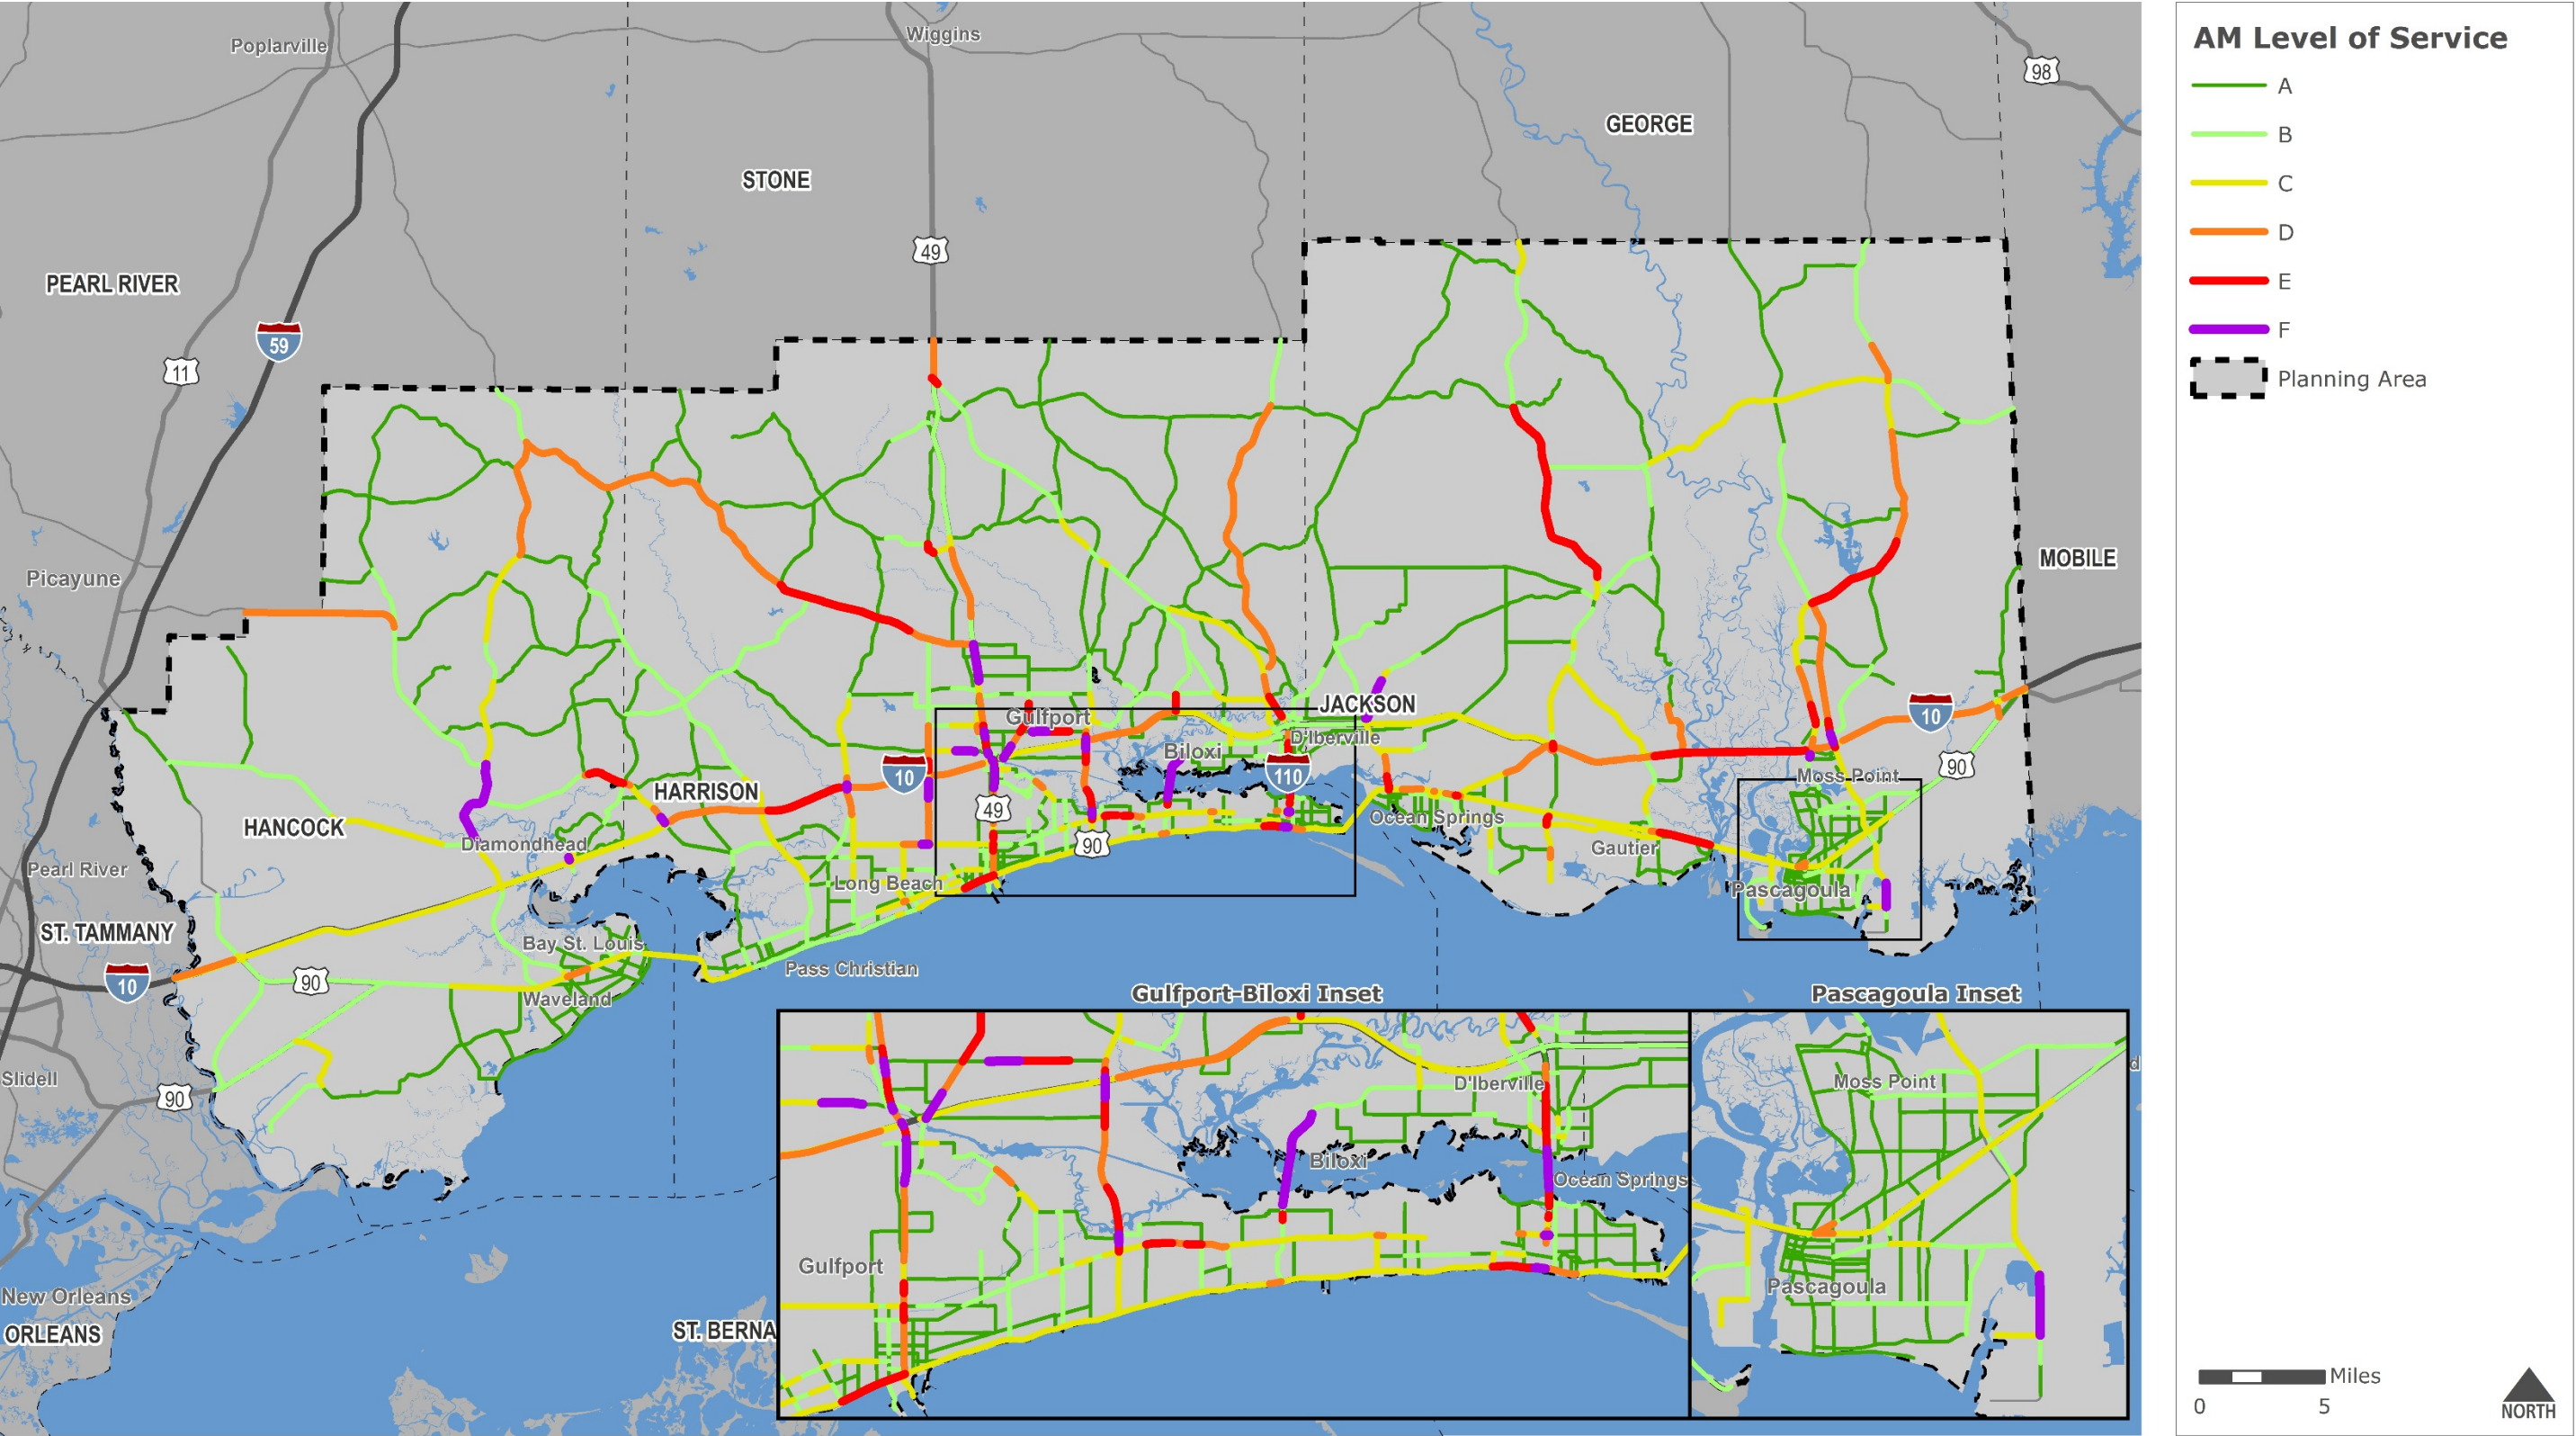 AM Level of Service
A
B
C
D
E
F
Planning Area
0
5
Miles
NORTH
Poplarville
Wiggins
98
GEORGE
STONE
49
PEARL RIVER
59
11
Picayune
MOBILE
JACKSON
Gulfport
D'Iberville
10
Biloxi
10
110
90
HARRISON
Moss Point
49
HANCOCK
Diamondhead
Ocean Springs
90
Gautier
Pearl River
Long Beach
Pascagoula
ST. TAMMANY
Bay St. Louis
Pass Christian
10
90
Waveland
Gulfport-Biloxi Inset
Pascagoula Inset
Slidell
90
D'Iberville
Moss Point
d
Biloxi
Ocean Springs
Gulfport
Pascagoula
New Orleans
ORLEANS
ST. BERNA